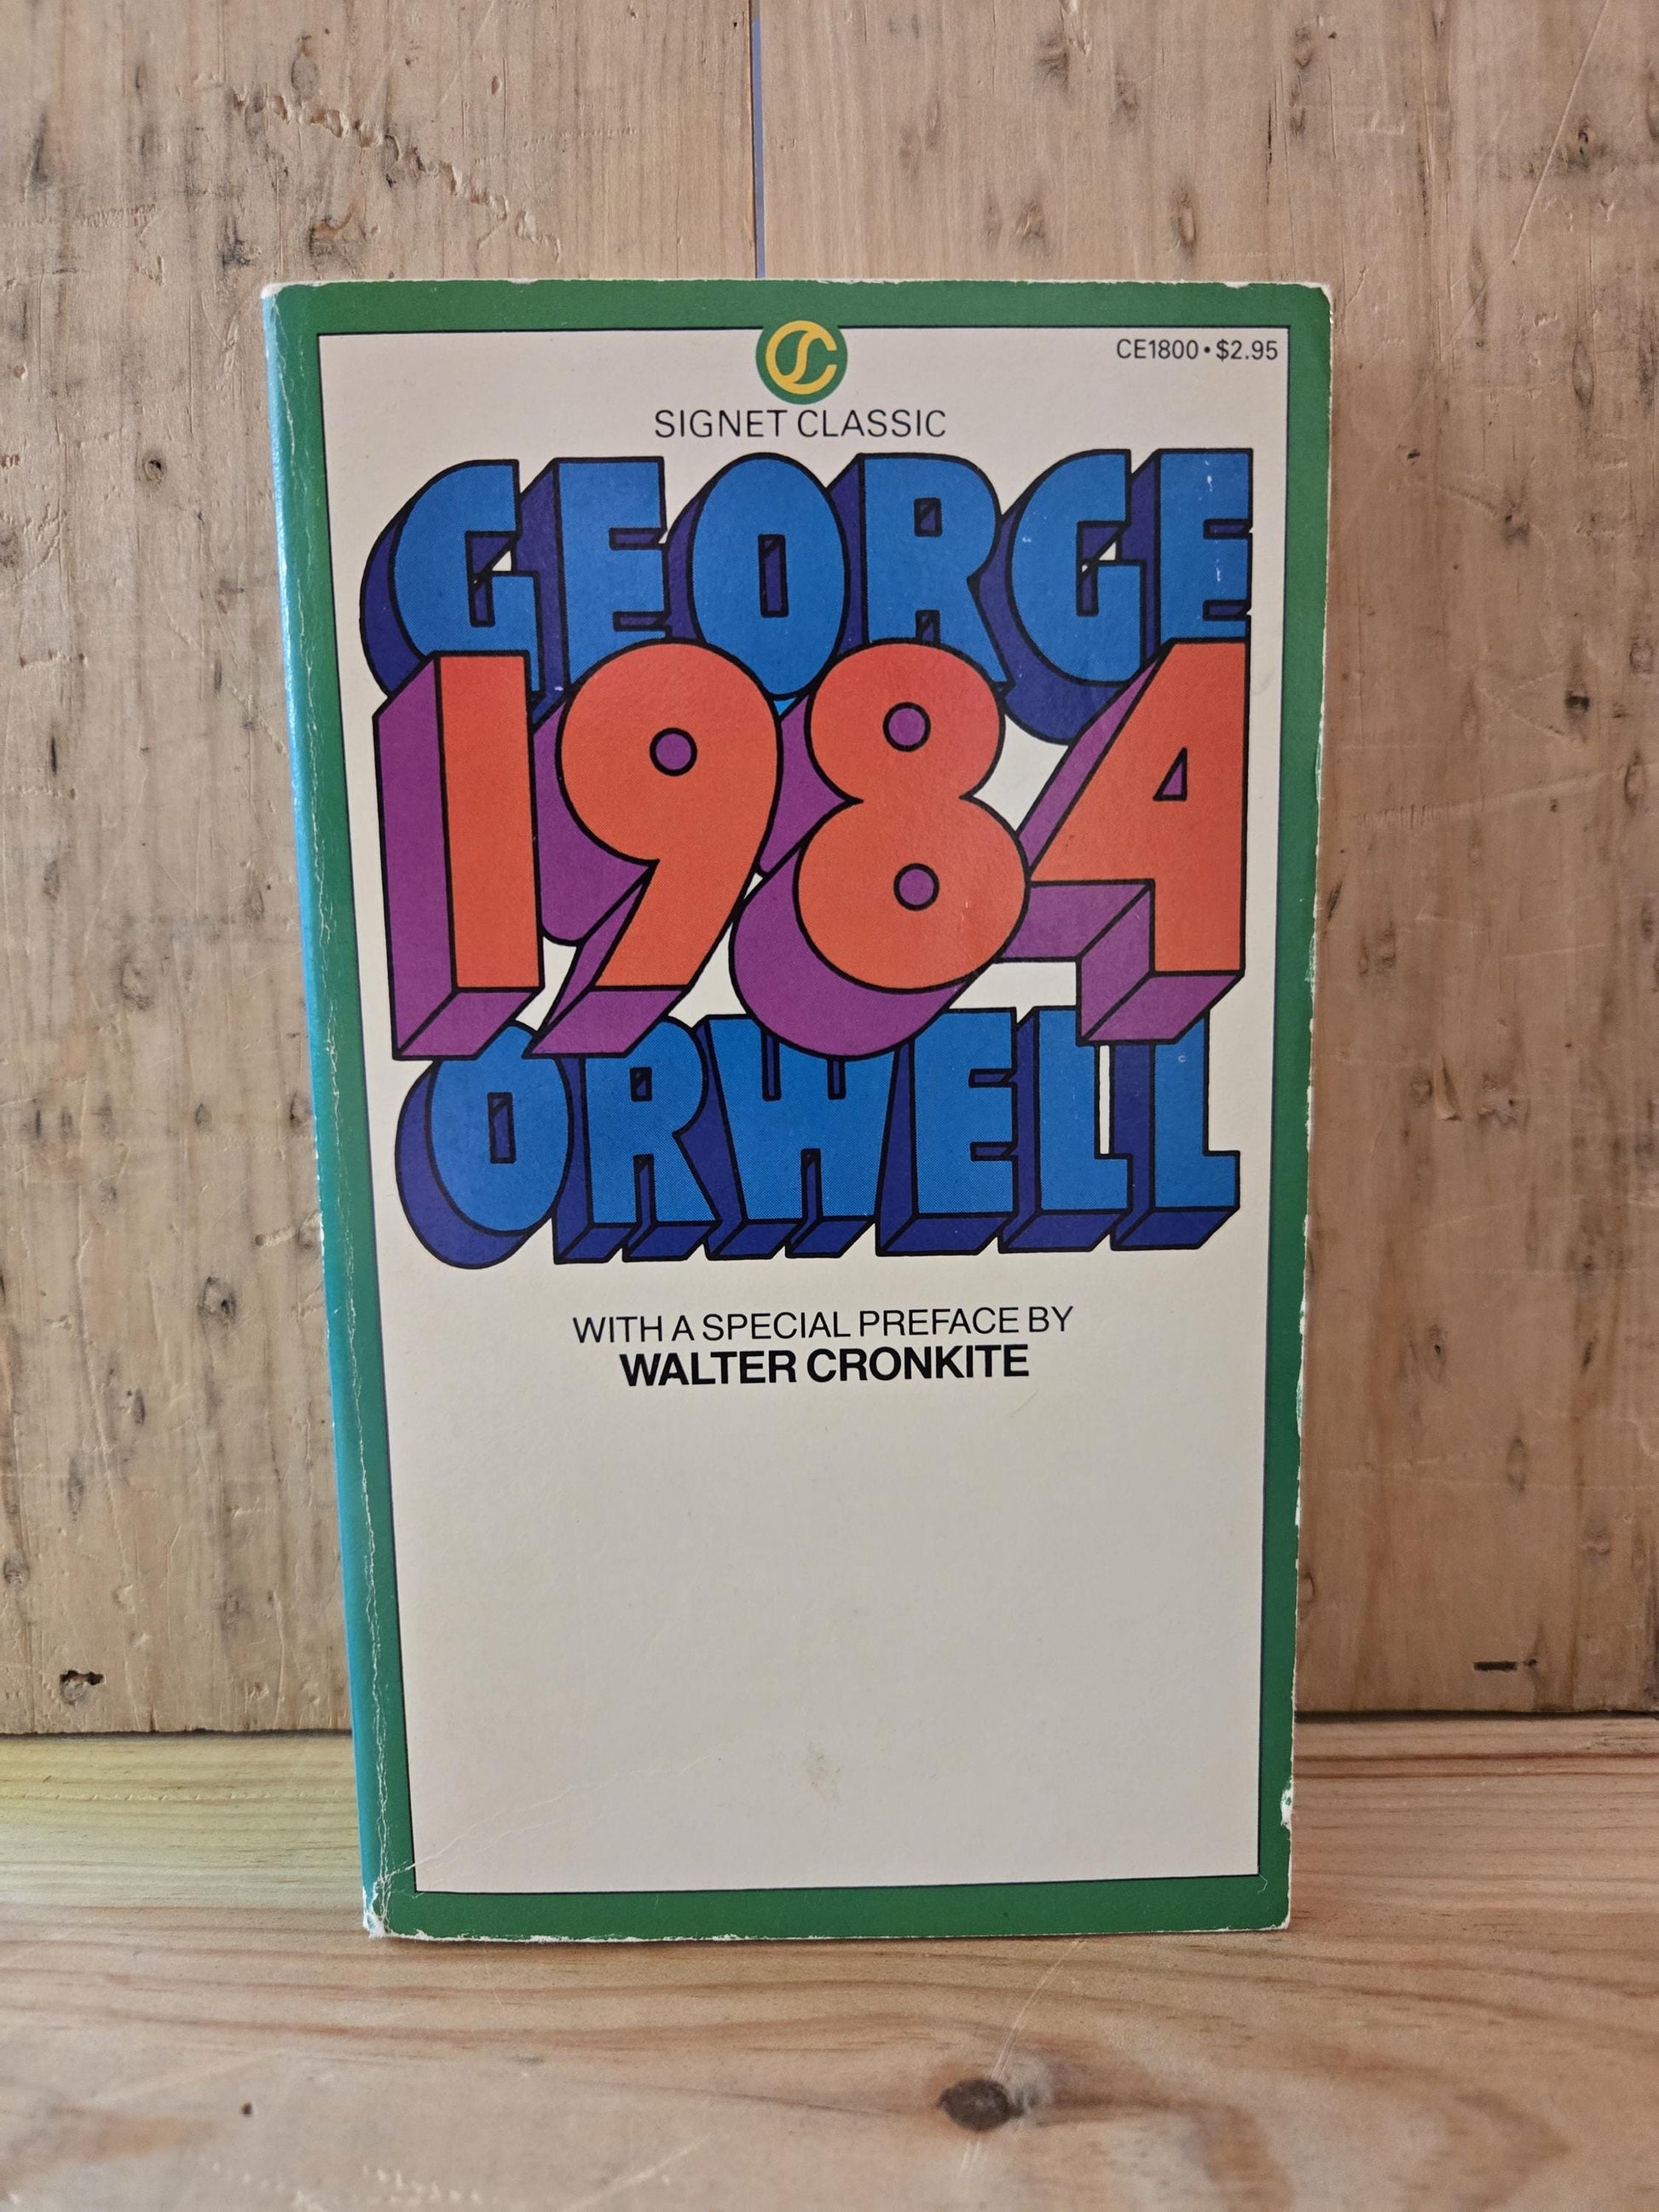 CE1800 • $2.95
SIGNET CLASSIC
GEORGE
1984
ORWELL
WITH A SPECIAL PREFACE BY
WALTER CRONKITE